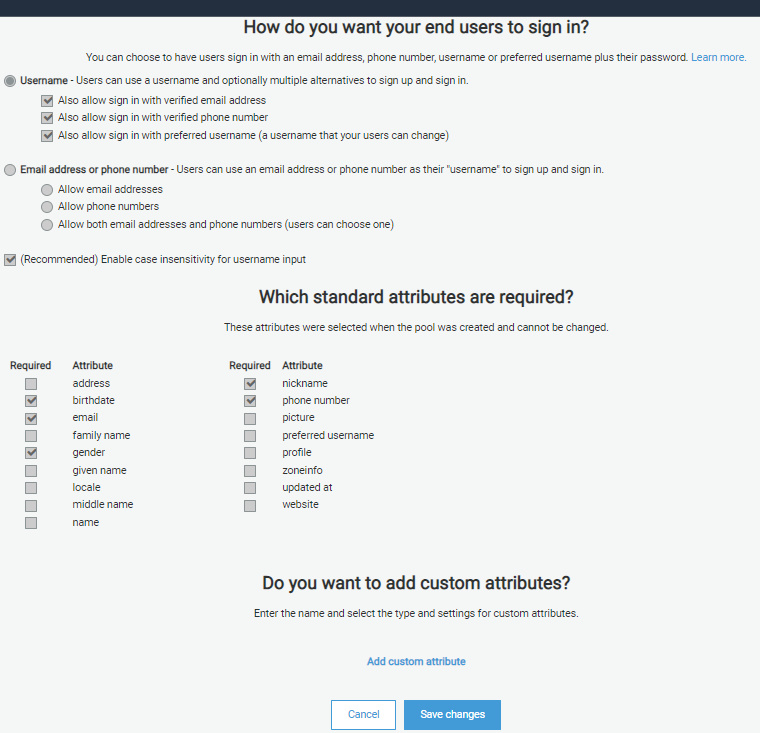 How do you want your end users to sign in?
You can choose to have users sign in with an email address, phone number, username or preferred username plus their password. Learn more.
Username - Users can use a username and optionally multiple alternatives to sign up and sign in.
Also allow sign in with verified email address
Also allow sign in with verified phone number
Also allow sign in with preferred username (a username that your users can change)
Email address or phone number - Users can use an email address or phone number as their "username" to sign up and sign in.
Allow email addresses
Allow phone numbers
Allow both email addresses and phone numbers (users can choose one)
(Recommended) Enable case insensitivity for username input
Which standard attributes are required?
These attributes were selected when the pool was created and cannot be changed.
Required Attribute
address
birthdate
email
family name
gender
given name
locale
middle name
name
Required Attribute
nickname
phone number
picture
preferred username
profile
zoneinfo
updated at
website
Do you want to add custom attributes?
Enter the name and select the type and settings for custom attributes.
Add custom attribute
Cancel Save changes